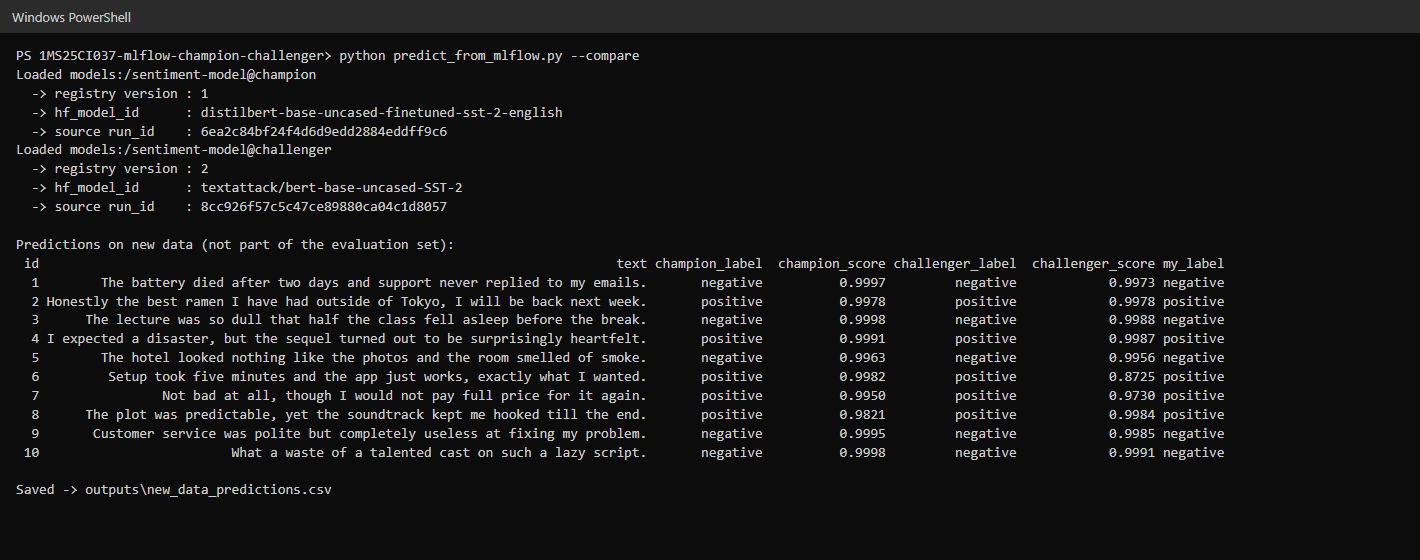 Windows PowerShell
PS 1MS25CI037-mlflow-champion-challenger> python predict_from_mlflow.py --compare
Loaded models:/sentiment-model@champion
  -> registry version : 1
  -> hf_model_id      : distilbert-base-uncased-finetuned-sst-2-english
  -> source run_id    : 6ea2c84bf24f4d6d9edd2884eddff9c6
Loaded models:/sentiment-model@challenger
  -> registry version : 2
  -> hf_model_id      : textattack/bert-base-uncased-SST-2
  -> source run_id    : 8cc926f57c5c47ce89880ca04c1d8057
Predictions on new data (not part of the evaluation set):
 id                                                                           text champion_label  champion_score challenger_label  challenger_score my_label
  1        The battery died after two days and support never replied to my emails.       negative          0.9997         negative            0.9973 negative
  2 Honestly the best ramen I have had outside of Tokyo, I will be back next week.       positive          0.9978         positive            0.9978 positive
  3      The lecture was so dull that half the class fell asleep before the break.       negative          0.9998         negative            0.9988 negative
  4 I expected a disaster, but the sequel turned out to be surprisingly heartfelt.       positive          0.9991         positive            0.9987 positive
  5        The hotel looked nothing like the photos and the room smelled of smoke.       negative          0.9963         negative            0.9956 negative
  6         Setup took five minutes and the app just works, exactly what I wanted.       positive          0.9982         positive            0.8725 positive
  7                Not bad at all, though I would not pay full price for it again.       positive          0.9950         positive            0.9730 positive
  8      The plot was predictable, yet the soundtrack kept me hooked till the end.       positive          0.9821         positive            0.9984 positive
  9       Customer service was polite but completely useless at fixing my problem.       negative          0.9995         negative            0.9985 negative
 10                         What a waste of a talented cast on such a lazy script.       negative          0.9998         negative            0.9991 negative
Saved -> outputs\new_data_predictions.csv